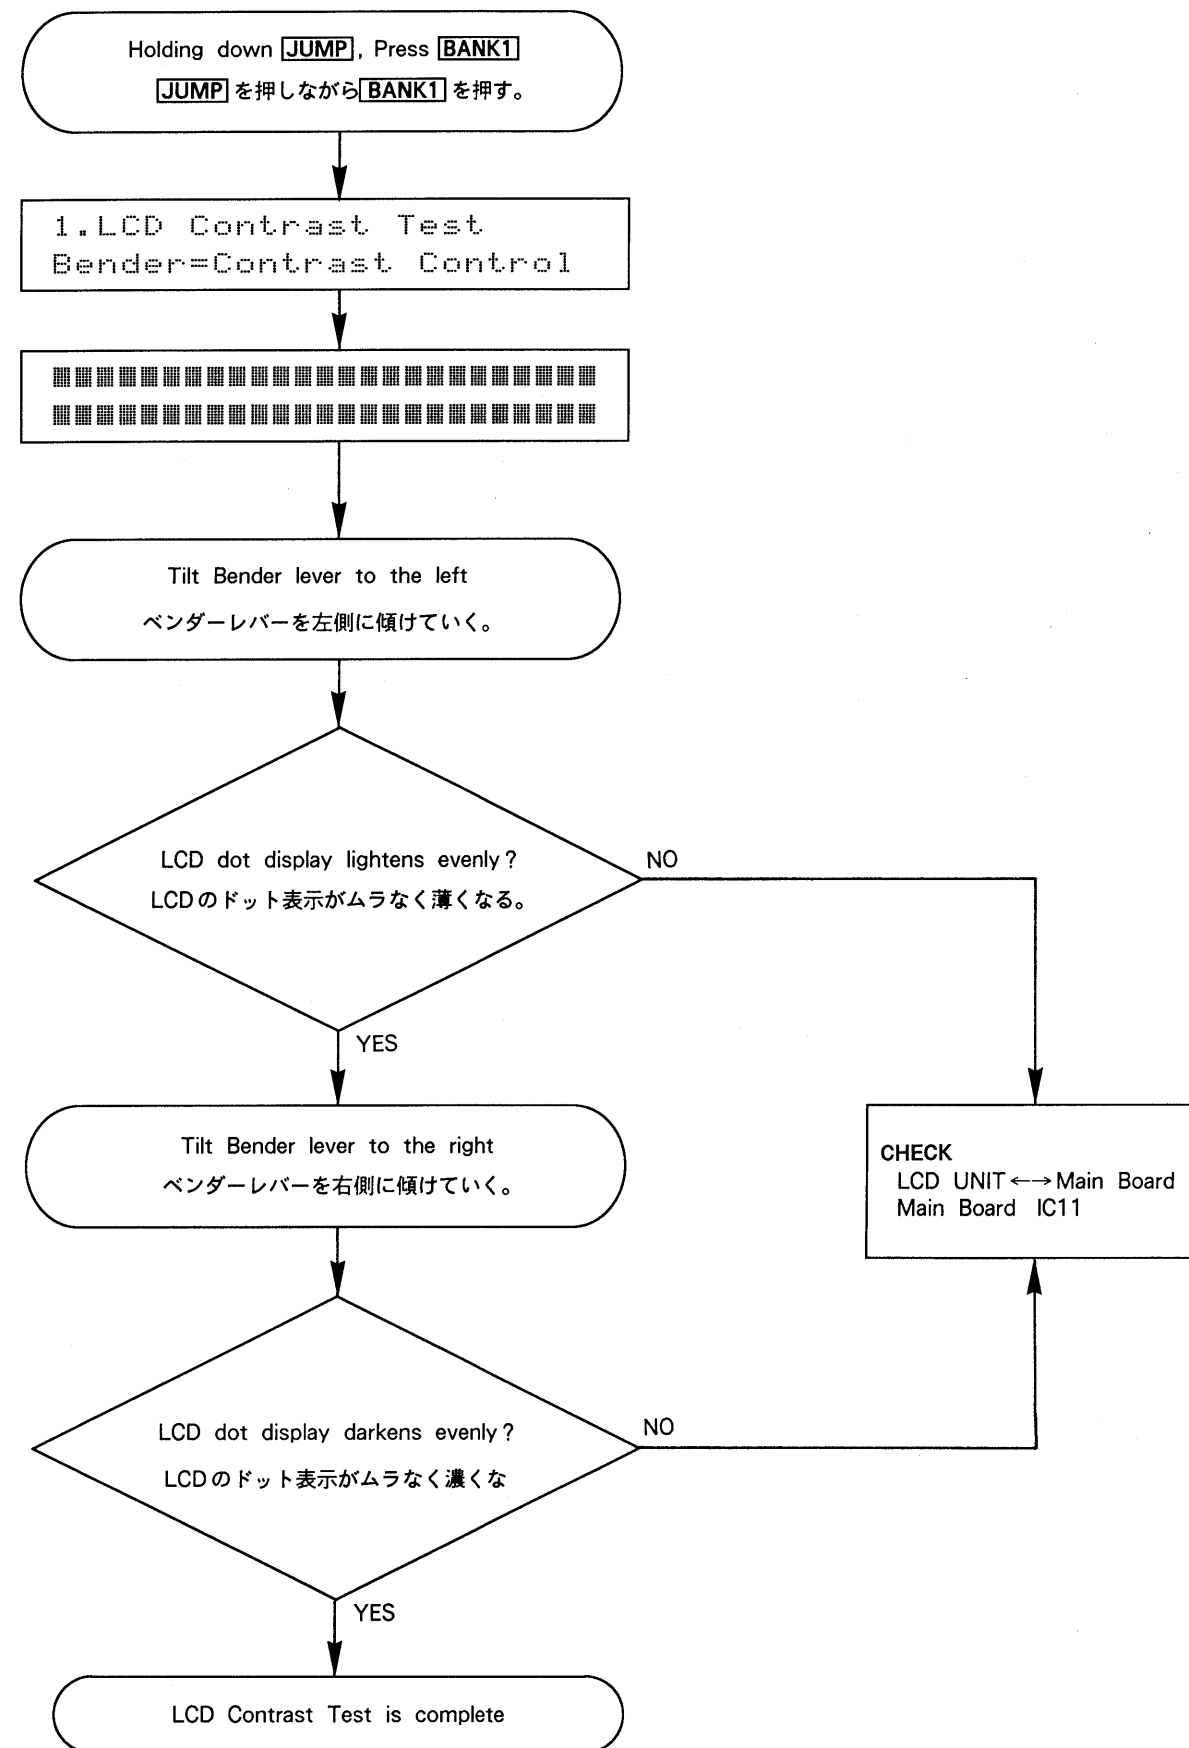 Holding down JUMP, Press BANK1
JUMP を押しながら BANK1 を押す。
1.LCD Contrast Test
Bender=Contrast Control
Tilt Bender lever to the left
ベンダーレバーを左側に傾けていく。
LCD dot display lightens evenly?
LCDのドット表示がムラなく薄くなる。
NO
YES
Tilt Bender lever to the right
ベンダーレバーを右側に傾けていく。
CHECK
LCD UNIT←→Main Board
Main Board IC11
LCD dot display darkens evenly?
LCDのドット表示がムラなく濃くな
NO
YES
LCD Contrast Test is complete